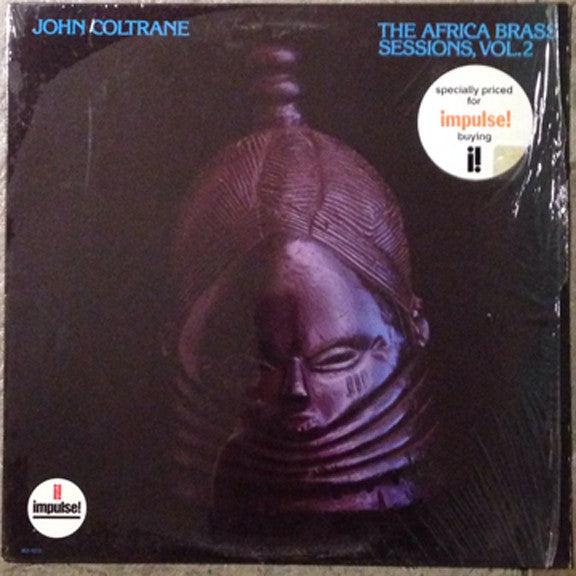 JOHN COLTRANE
THE AFRICA BRASS
SESSIONS, VOL. 2
specially priced
for
impulse!
buying
i!
i!
impulse!